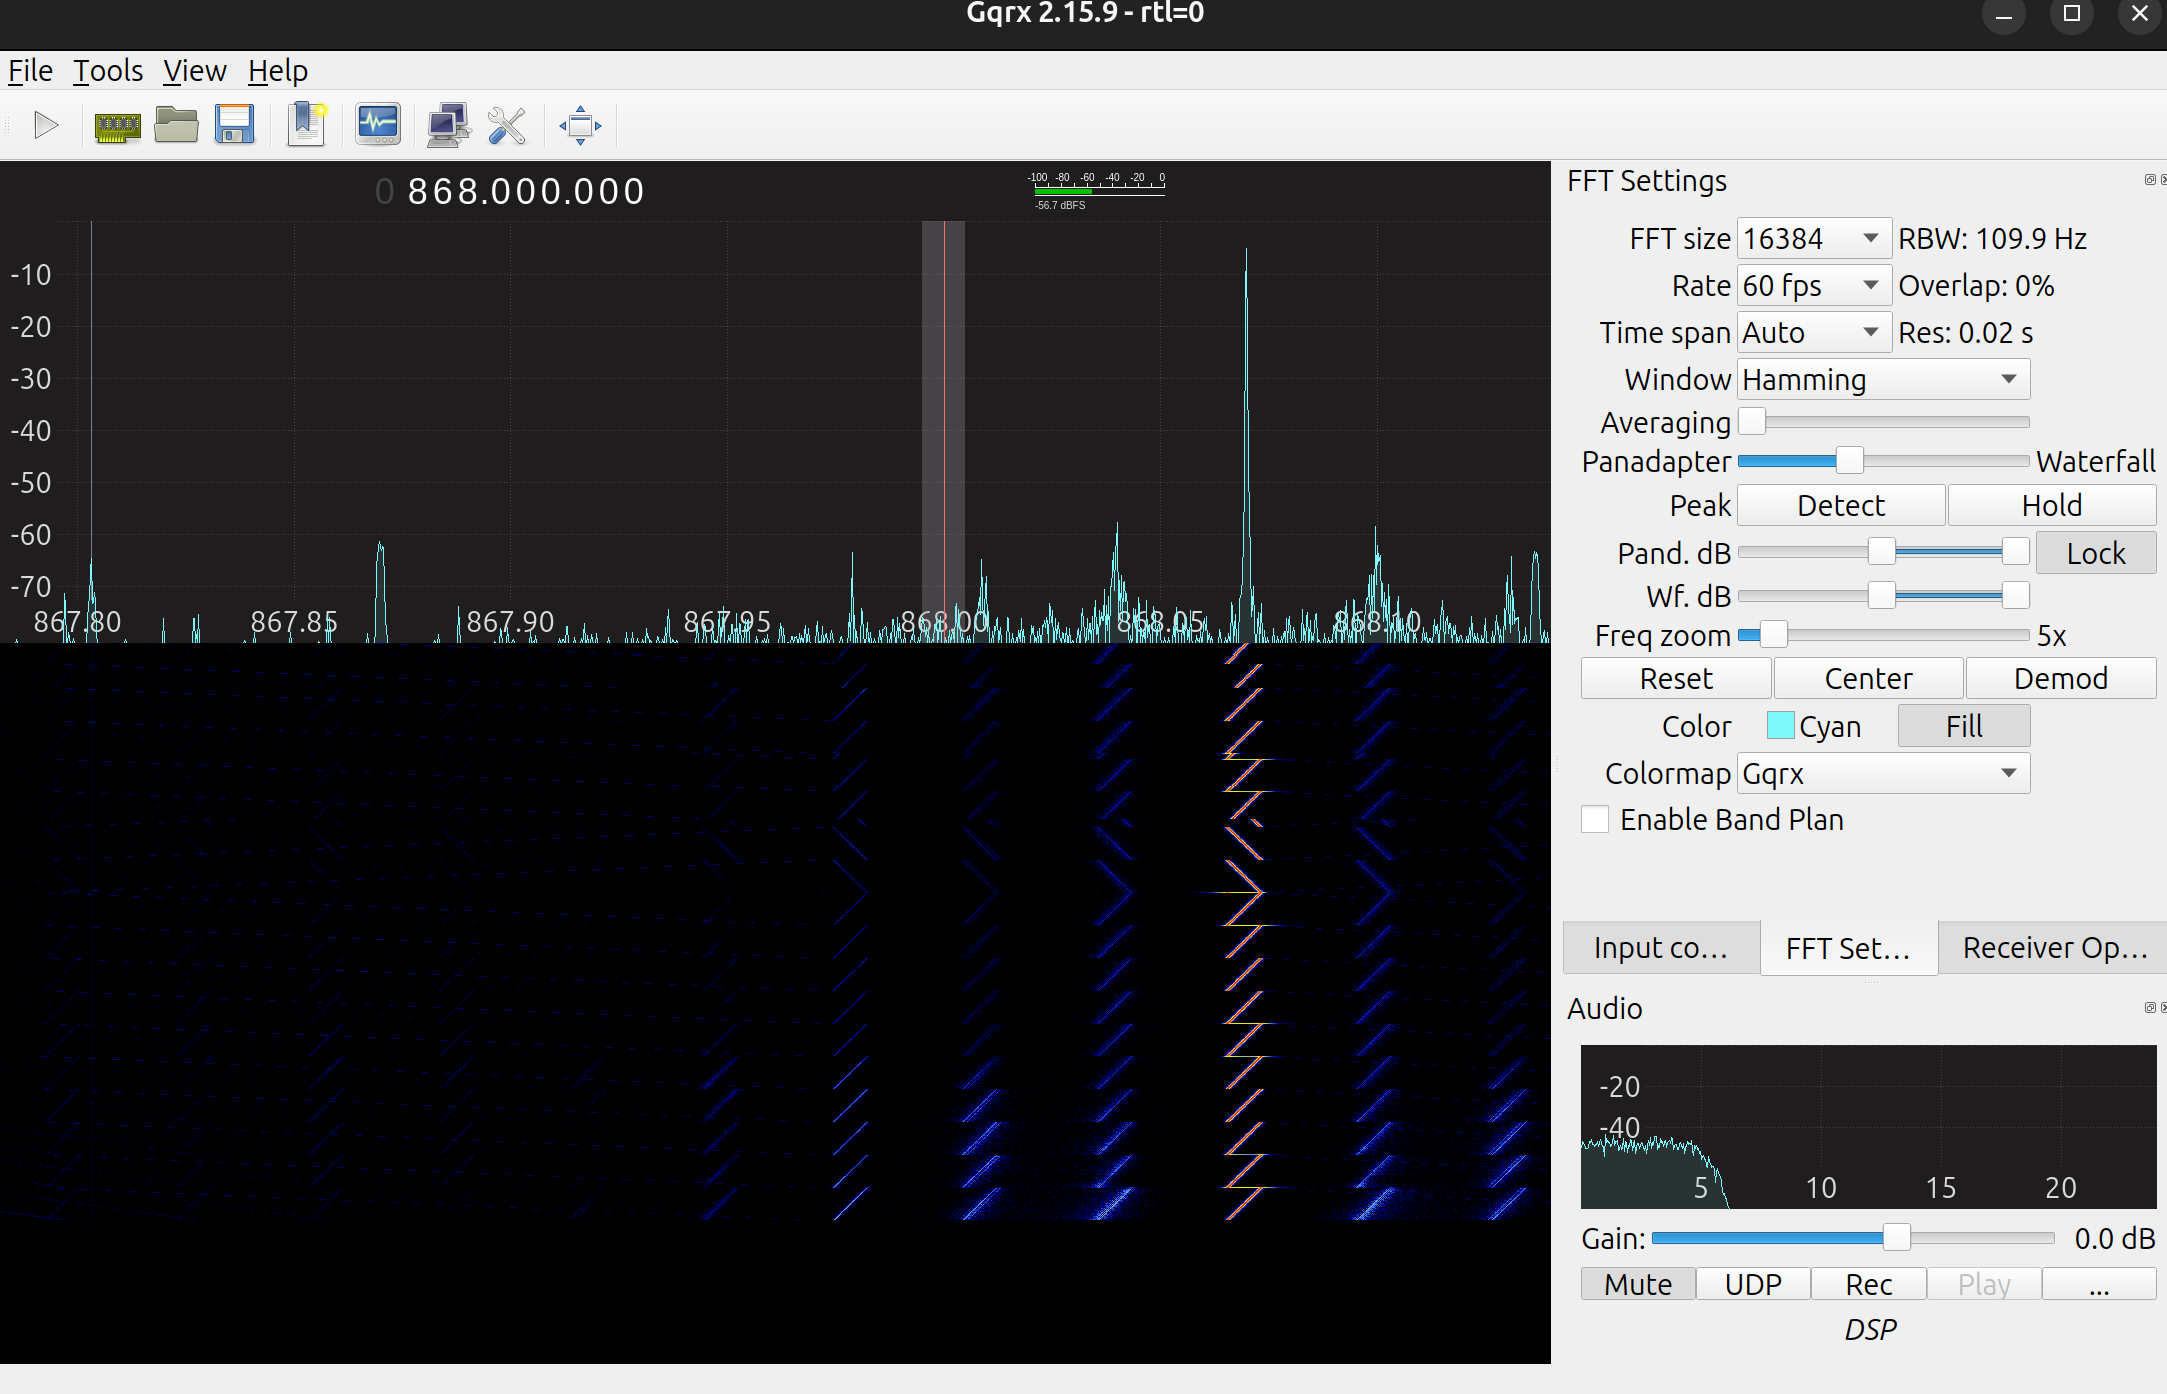 Gqrx 2.15.9 - rtl=0
File Tools View Help
0 868.000.000
-100 -80 -60 -40 -20 0
-56.7 dBFS
-10
-20
-30
-40
-50
-60
-70
867.80 867.85 867.90 867.95 868.00 868.05 868.10
FFT Settings
FFT size 16384 RBW: 109.9 Hz
Rate 60 fps Overlap: 0%
Time span Auto Res: 0.02 s
Window Hamming
Averaging
Panadapter Waterfall
Peak Detect Hold
Pand. dB Lock
Wf. dB
Freq zoom 5x
Reset Center Demod
Color Cyan Fill
Colormap Gqrx
Enable Band Plan
Input co... FFT Set... Receiver Op...
Audio
-20
-40
5 10 15 20
Gain: 0.0 dB
Mute UDP Rec Play ...
DSP